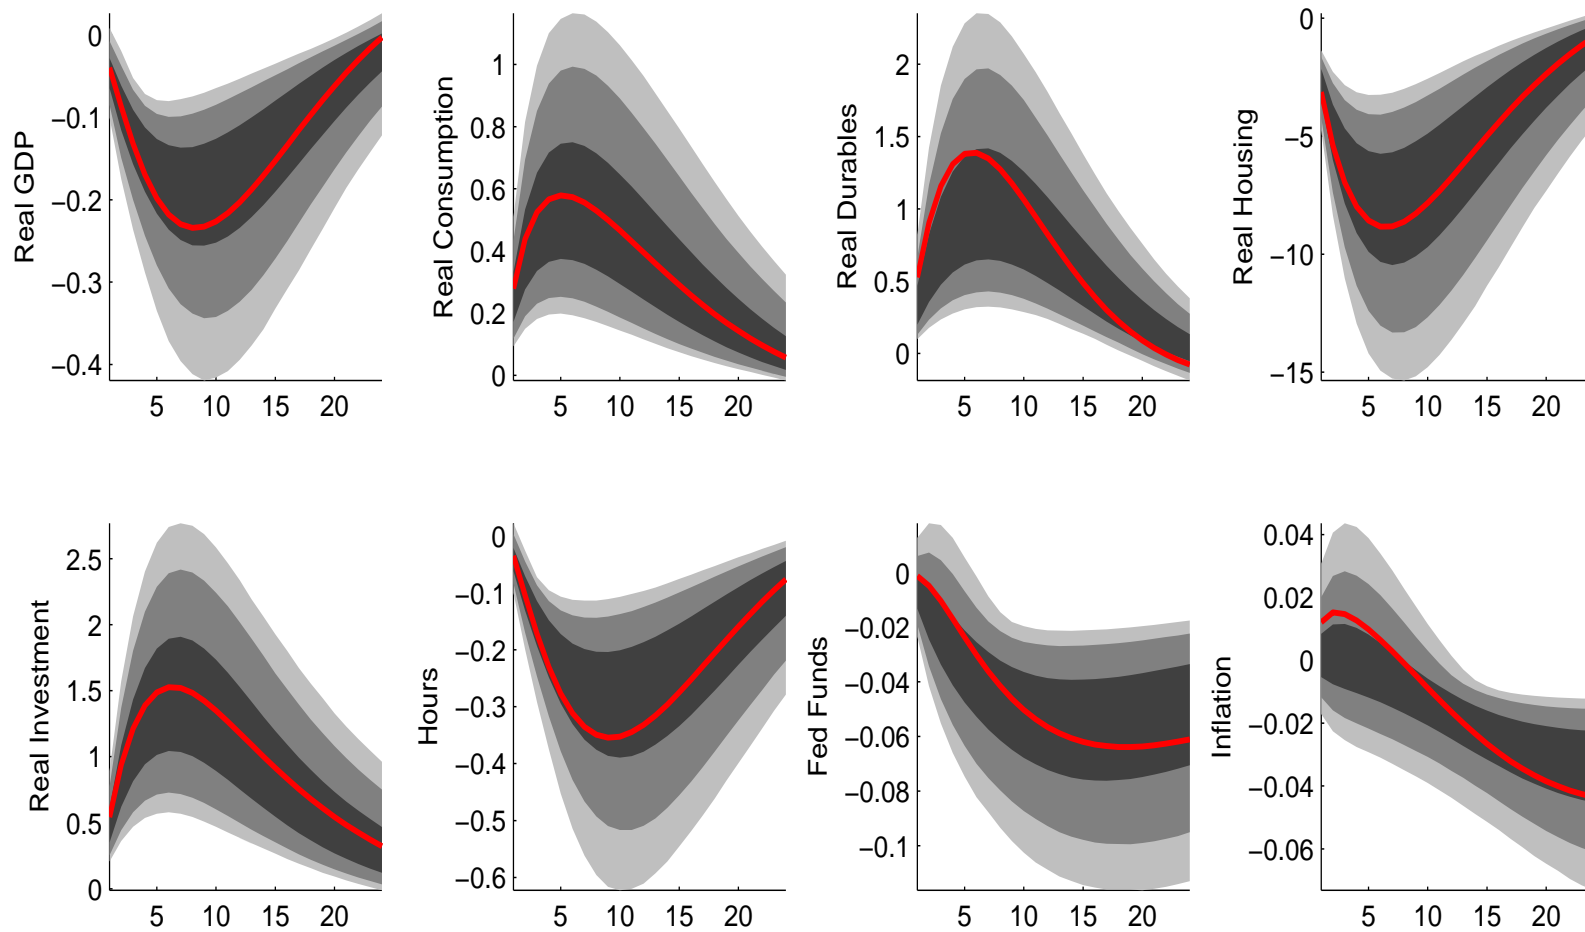 Real GDP
0
−0.1
−0.2
−0.3
−0.4
5 10 15 20
Real Consumption
1
0.8
0.6
0.4
0.2
0
5 10 15 20
Real Durables
2
1.5
1
0.5
0
5 10 15 20
Real Housing
0
−5
−10
−15
5 10 15 20
Real Investment
2.5
2
1.5
1
0.5
0
5 10 15 20
Hours
0
−0.1
−0.2
−0.3
−0.4
−0.5
−0.6
5 10 15 20
Fed Funds
0
−0.02
−0.04
−0.06
−0.08
−0.1
5 10 15 20
Inflation
0.04
0.02
0
−0.02
−0.04
−0.06
5 10 15 20